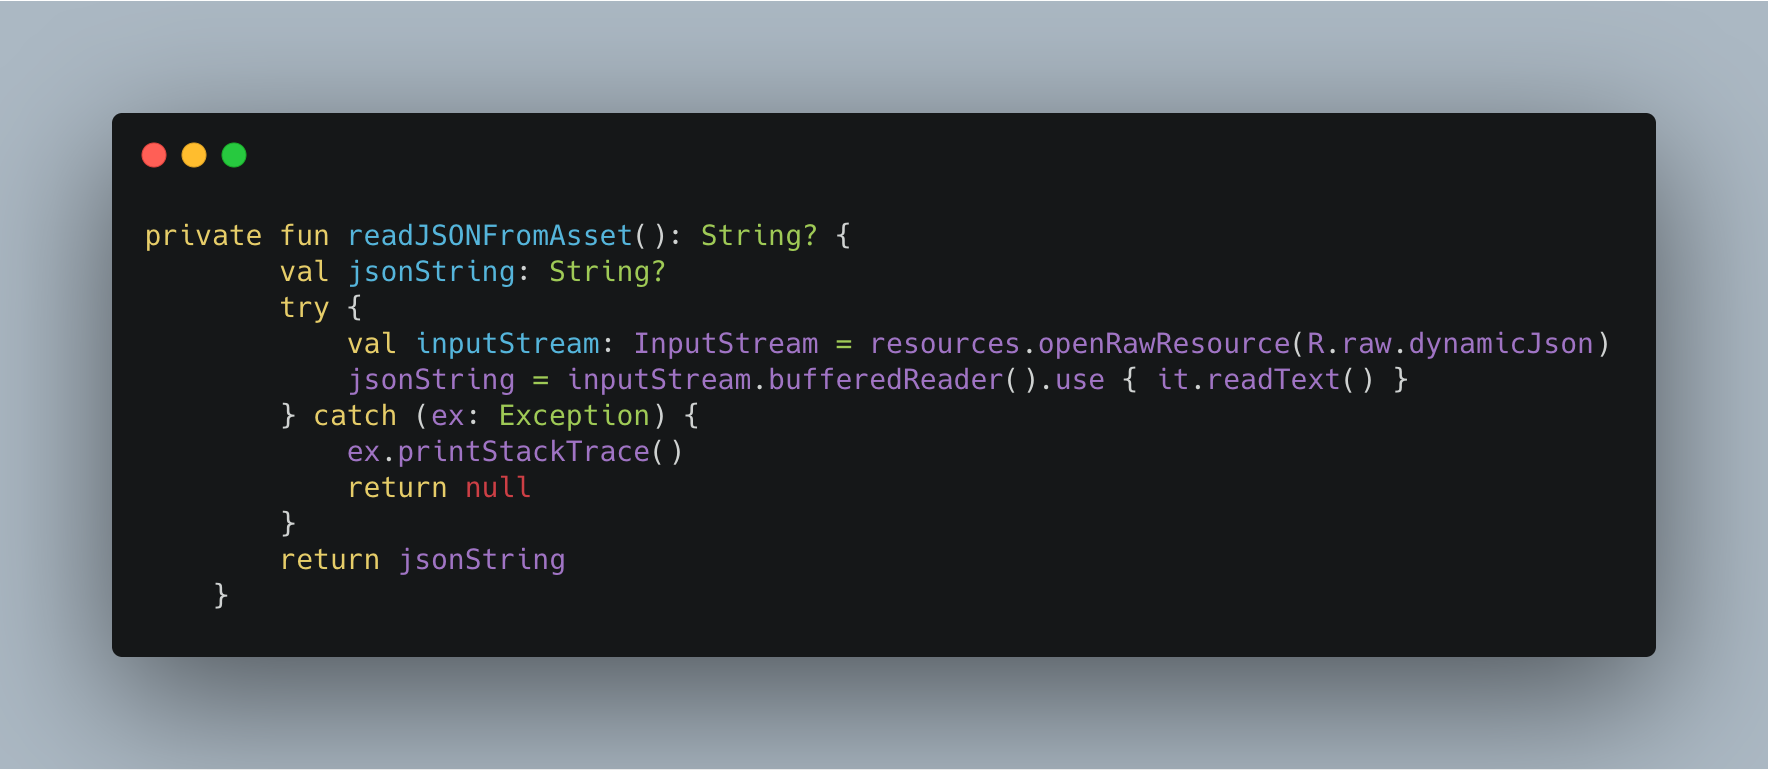 private fun readJSONFromAsset(): String? {
        val jsonString: String?
        try {
            val inputStream: InputStream = resources.openRawResource(R.raw.dynamicJson)
            jsonString = inputStream.bufferedReader().use { it.readText() }
        } catch (ex: Exception) {
            ex.printStackTrace()
            return null
        }
        return jsonString
    }